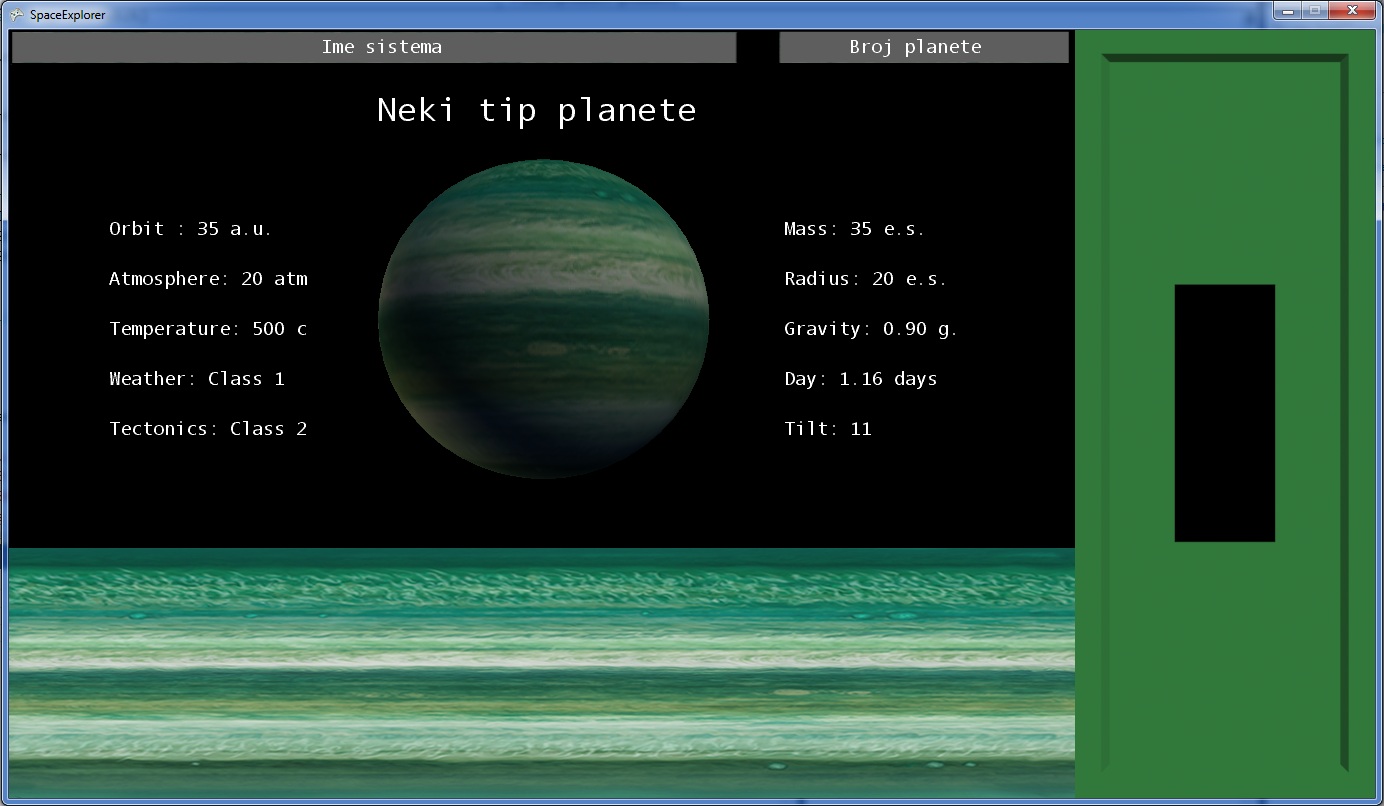 SpaceExplorer
Ime sistema
Broj planete
Neki tip planete
Orbit : 35 a.u.
Atmosphere: 20 atm
Temperature: 500 c
Weather: Class 1
Tectonics: Class 2
Mass: 35 e.s.
Radius: 20 e.s.
Gravity: 0.90 g.
Day: 1.16 days
Tilt: 11